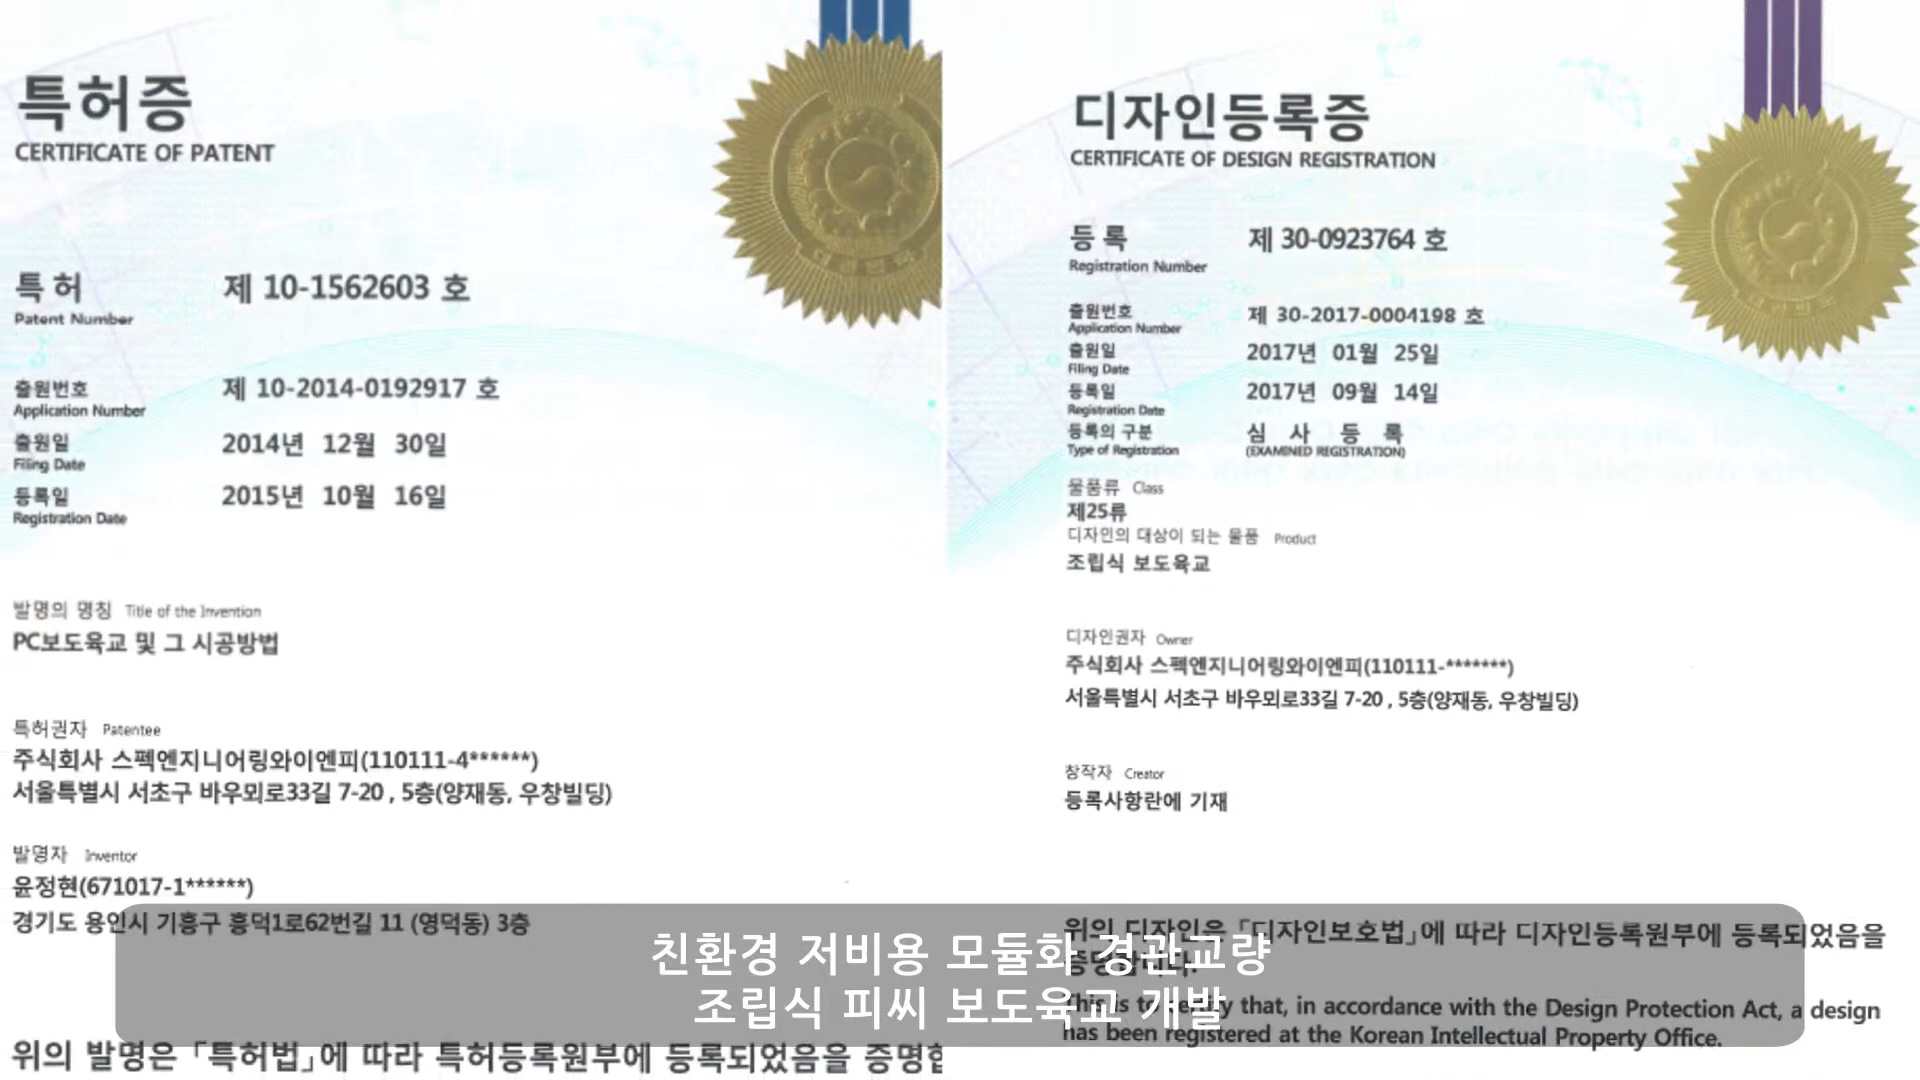 특허증
CERTIFICATE OF PATENT
특 허 제 10-1562603 호
Patent Number
출원번호 제 10-2014-0192917 호
Application Number
출원일 2014년 12월 30일
Filing Date
등록일 2015년 10월 16일
Registration Date
발명의 명칭 Title of the Invention
PC보도육교 및 그 시공방법
특허권자 Patentee
주식회사 스펙엔지니어링와이엔피(110111-4******)
서울특별시 서초구 바우뫼로33길 7-20 , 5층(양재동, 우창빌딩)
발명자 Inventor
윤정현(671017-1******)
경기도 용인시 기흥구 흥덕1로62번길 11 (영덕동) 3층
위의 발명은 「특허법」에 따라 특허등록원부에 등록되었음을 증명합
디자인등록증
CERTIFICATE OF DESIGN REGISTRATION
등 록 제 30-0923764 호
Registration Number
출원번호 제 30-2017-0004198 호
Application Number
출원일 2017년 01월 25일
Filing Date
등록일 2017년 09월 14일
Registration Date
등록의 구분 심 사 등 록
Type of Registration (EXAMINED REGISTRATION)
물품류 Class
제25류
디자인의 대상이 되는 물품 Product
조립식 보도육교
디자인권자 Owner
주식회사 스펙엔지니어링와이엔피(110111-*******)
서울특별시 서초구 바우뫼로33길 7-20 , 5층(양재동, 우창빌딩)
창작자 Creator
등록사항란에 기재
위의 디자인은 「디자인보호법」에 따라 디자인등록원부에 등록되었음을
증명합니다.
This is to certify that, in accordance with the Design Protection Act, a design
has been registered at the Korean Intellectual Property Office.
친환경 저비용 모듈화 경관교량
조립식 피씨 보도육교 개발